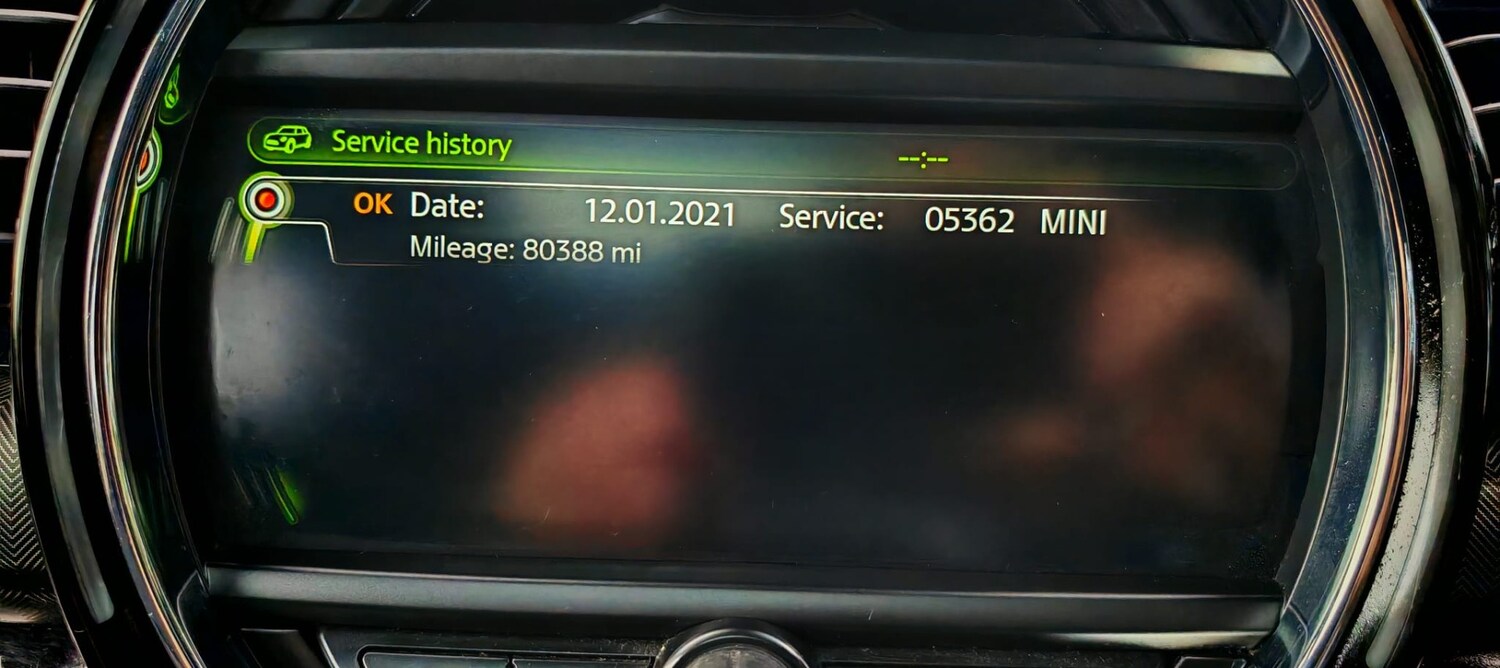 Service history --:--
OK Date: 12.01.2021 Service: 05362 MINI
Mileage: 80388 mi